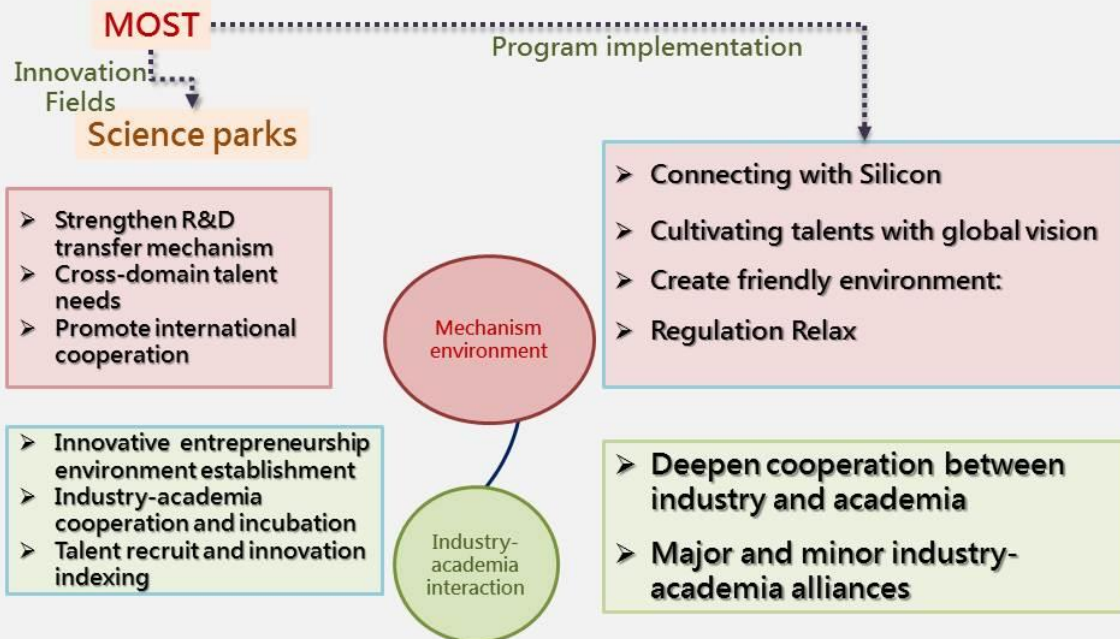 MOST
Program implementation
Innovation
Fields
Science parks
➢ Strengthen R&D
transfer mechanism
➢ Cross-domain talent
needs
➢ Promote international
cooperation
Mechanism
environment
➢ Connecting with Silicon
➢ Cultivating talents with global vision
➢ Create friendly environment:
➢ Regulation Relax
➢ Innovative entrepreneurship
environment establishment
➢ Industry-academia
cooperation and incubation
➢ Talent recruit and innovation
indexing
Industry-
academia
interaction
➢ Deepen cooperation between
industry and academia
➢ Major and minor industry-
academia alliances